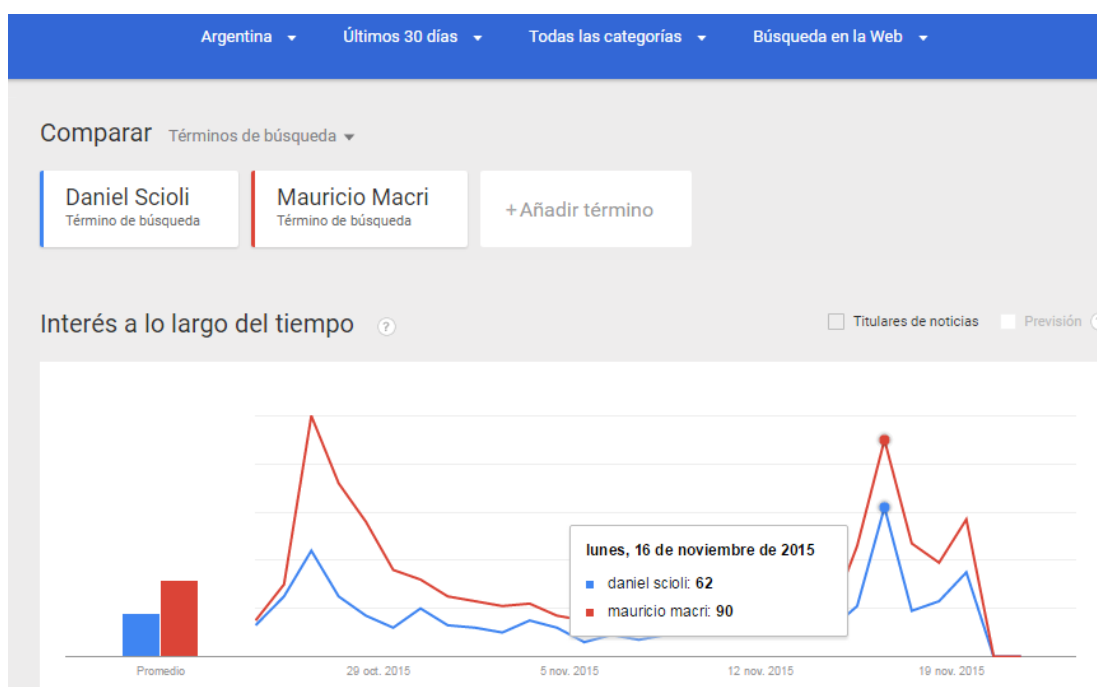 Argentina Últimos 30 días Todas las categorías Búsqueda en la Web
Comparar Términos de búsqueda
Daniel Scioli Mauricio Macri +Añadir término
Término de búsqueda Término de búsqueda
Interés a lo largo del tiempo ? Titulares de noticias Previsión
lunes, 16 de noviembre de 2015
daniel scioli: 62
mauricio macri: 90
Promedio 29 oct. 2015 5 nov. 2015 12 nov. 2015 19 nov. 2015